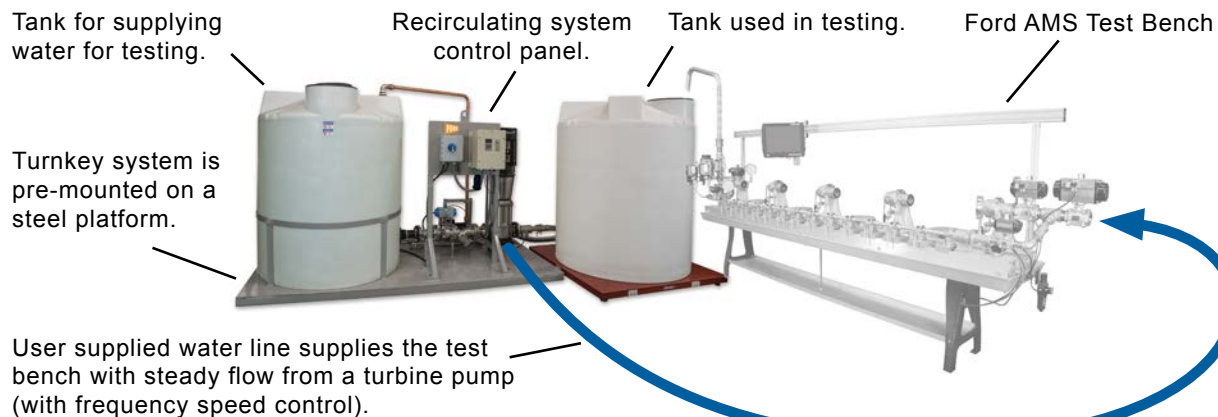 Tank for supplying
water for testing.
Recirculating system
control panel.
Tank used in testing.
Ford AMS Test Bench
Turnkey system is
pre-mounted on a
steel platform.
User supplied water line supplies the test
bench with steady flow from a turbine pump
(with frequency speed control).